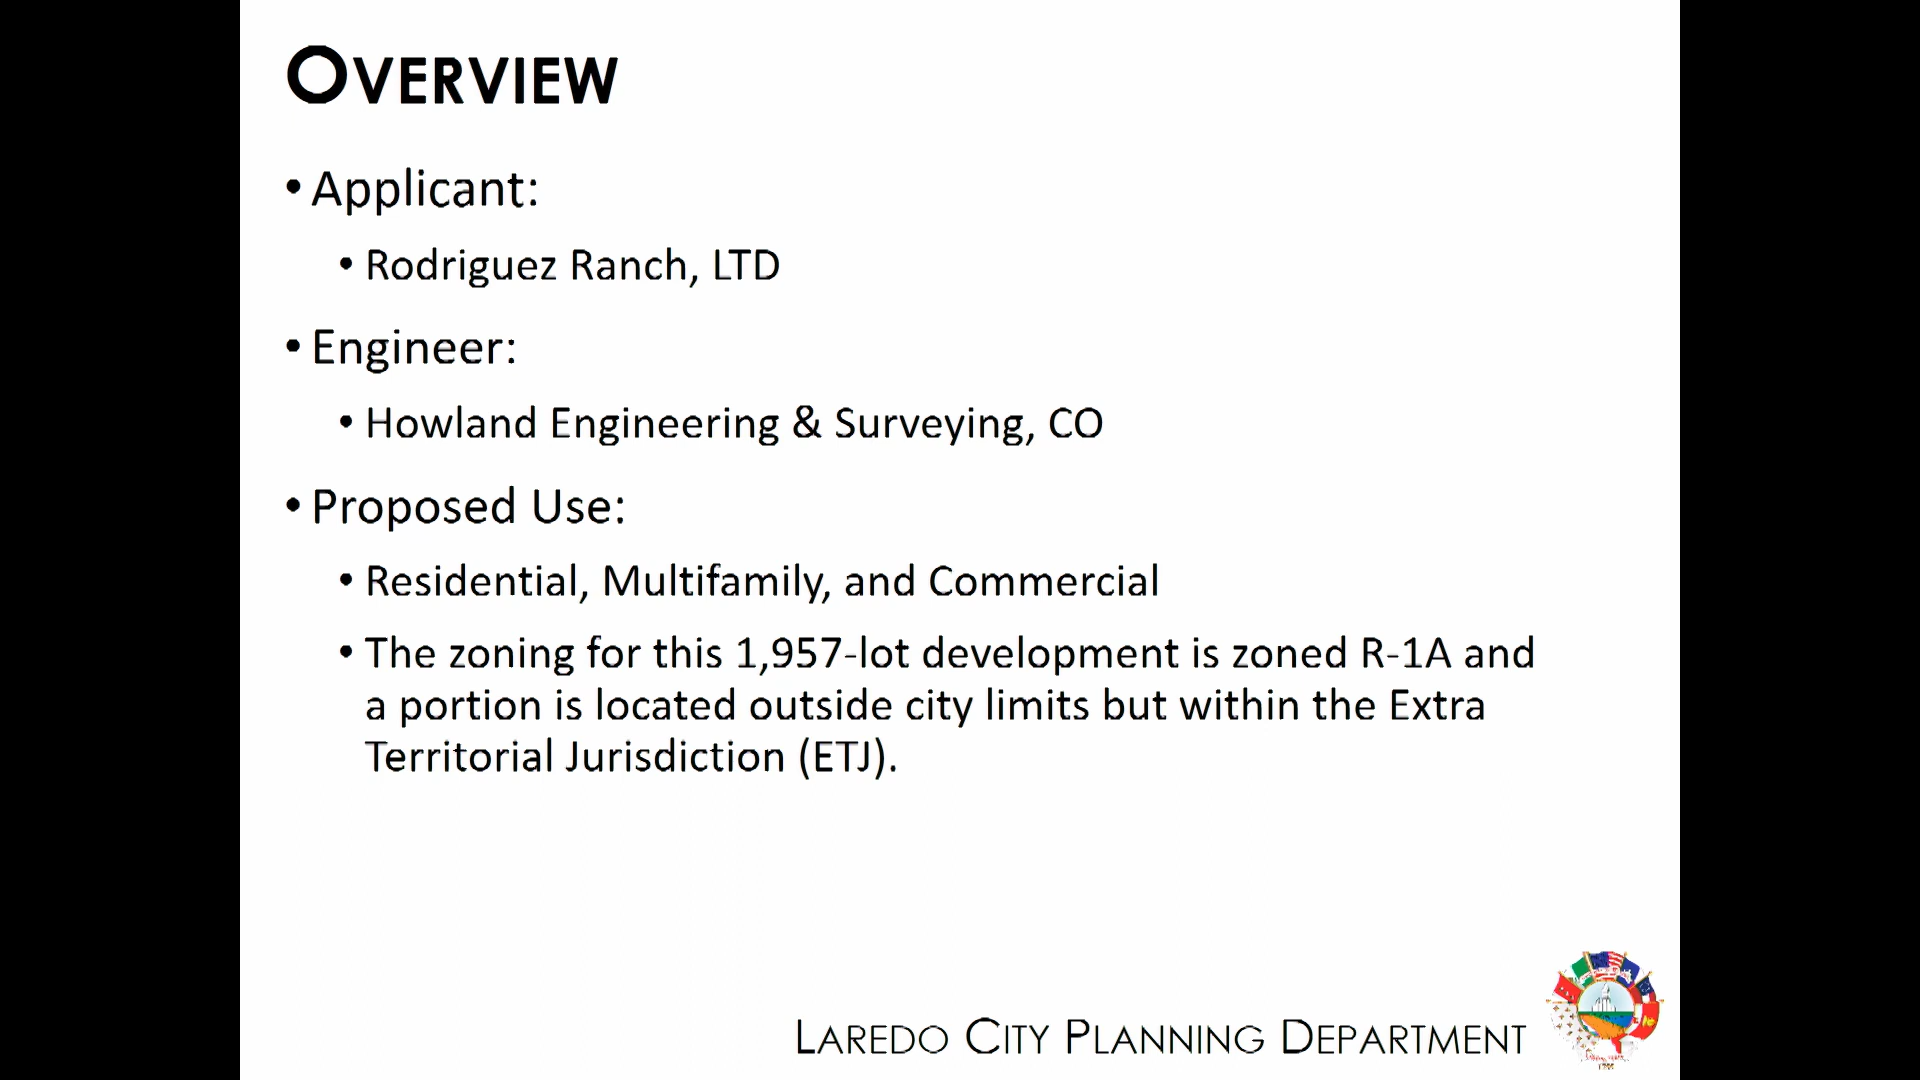 OVERVIEW
• Applicant:
• Rodriguez Ranch, LTD
• Engineer:
• Howland Engineering & Surveying, CO
• Proposed Use:
• Residential, Multifamily, and Commercial
• The zoning for this 1,957-lot development is zoned R-1A and
a portion is located outside city limits but within the Extra
Territorial Jurisdiction (ETJ).
LAREDO CITY PLANNING DEPARTMENT